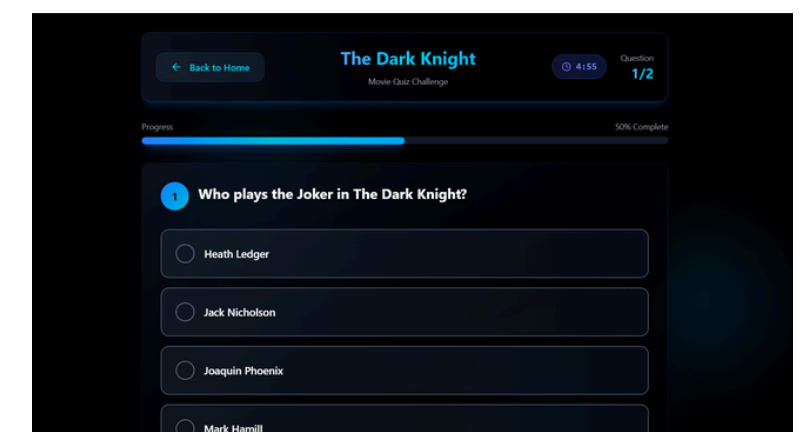 ← Back to Home
The Dark Knight
Movie Quiz Challenge
4:55
Question
1/2
Progress
50% Complete
1
Who plays the Joker in The Dark Knight?
Heath Ledger
Jack Nicholson
Joaquin Phoenix
Mark Hamill